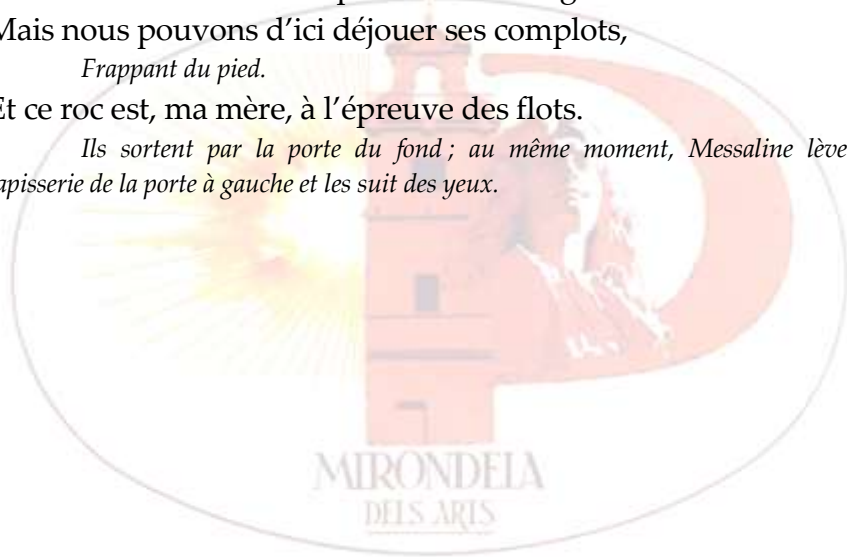 Mais nous pouvons d'ici déjouer ses complots,
Frappant du pied.
Et ce roc est, ma mère, à l'épreuve des flots.
Ils sortent par la porte du fond ; au même moment, Messaline lève
apisserie de la porte à gauche et les suit des yeux.
MIRONDELA
DELS ARTS